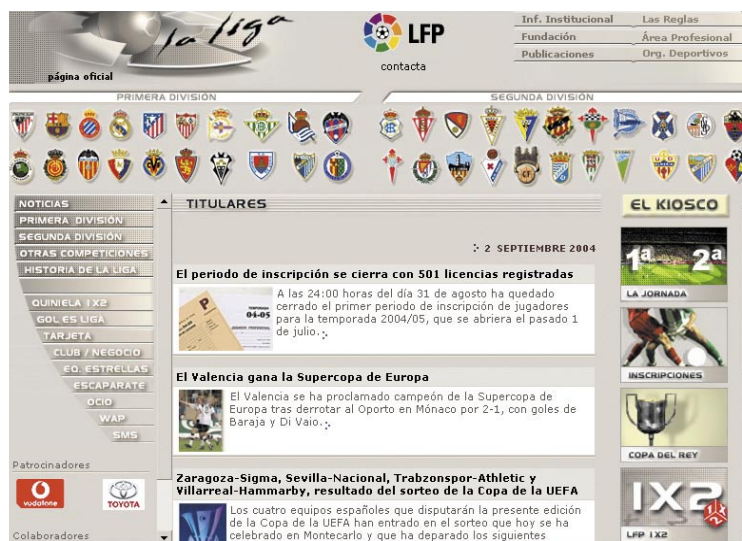 la liga
LFP
Inf. Institucional
Las Reglas
Fundación
Área Profesional
Publicaciones
Org. Deportivos
contacta
página oficial
PRIMERA DIVISIÓN
SEGUNDA DIVISIÓN
NOTICIAS
PRIMERA DIVISIÓN
SEGUNDA DIVISIÓN
OTRAS COMPETICIONES
HISTORIA DE LA LIGA
QUINIELA 1X2
GOL ES LIGA
TARJETA
CLUB / NEGOCIO
EQ. ESTRELLAS
ESCAPARATE
OCIO
WAP
SMS
Patrocinadores
vodafone
TOYOTA
Colaboradores
TITULARES
2 SEPTIEMBRE 2004
El periodo de inscripción se cierra con 501 licencias registradas
P
TEMPORADA
04-05
A las 24:00 horas del día 31 de agosto ha quedado
cerrado el primer periodo de inscripción de jugadores
para la temporada 2004/05, que se abriera el pasado 1
de julio.
El Valencia gana la Supercopa de Europa
El Valencia se ha proclamado campeón de la Supercopa de
Europa tras derrotar al Oporto en Mónaco por 2-1, con goles de
Baraja y Di Vaio.
Zaragoza-Sigma, Sevilla-Nacional, Trabzonspor-Athletic y
Villarreal-Hammarby, resultado del sorteo de la Copa de la UEFA
Los cuatro equipos españoles que disputarán la presente edición
de la Copa de la UEFA han entrado en el sorteo que hoy se ha
celebrado en Montecarlo y que ha deparado los siguientes
EL KIOSCO
1ª 2ª
LA JORNADA
INSCRIPCIONES
COPA DEL REY
1X2
LFP 1X2